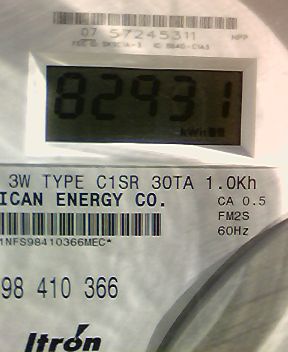 07 57245311
82931
kWh
3W TYPE C1SR 30TA 1.0Kh
ICAN ENERGY CO.
CA 0.5
FM2S
60Hz
1NFS98410366MEC*
98 410 366
Itron